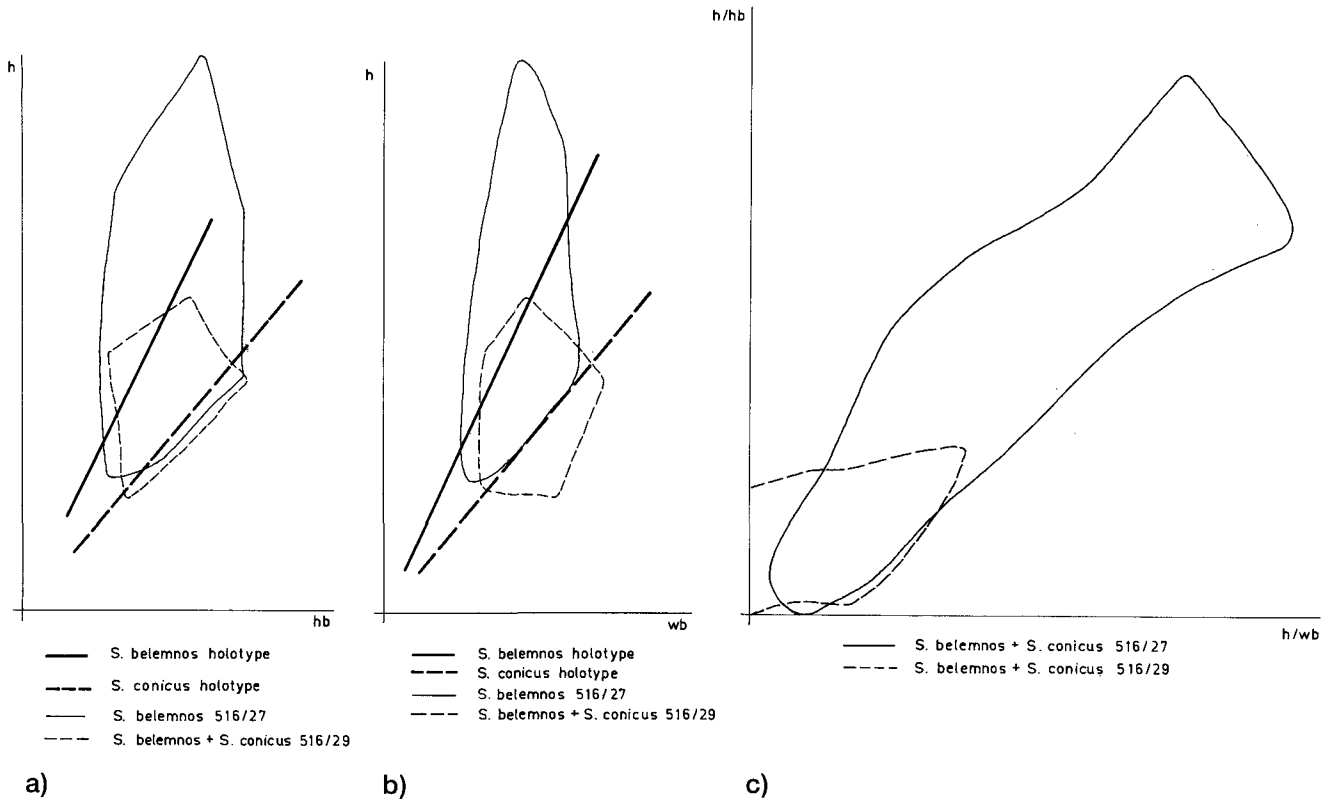 h
hb
S. belemnos holotype
S. conicus holotype
S. belemnos 516/27
S. belemnos + S. conicus 516/29
a)
h
wb
S. belemnos holotype
S. conicus holotype
S. belemnos 516/27
S. belemnos + S. conicus 516/29
b)
h/hb
h/wb
S. belemnos + S. conicus 516/27
S. belemnos + S. conicus 516/29
c)